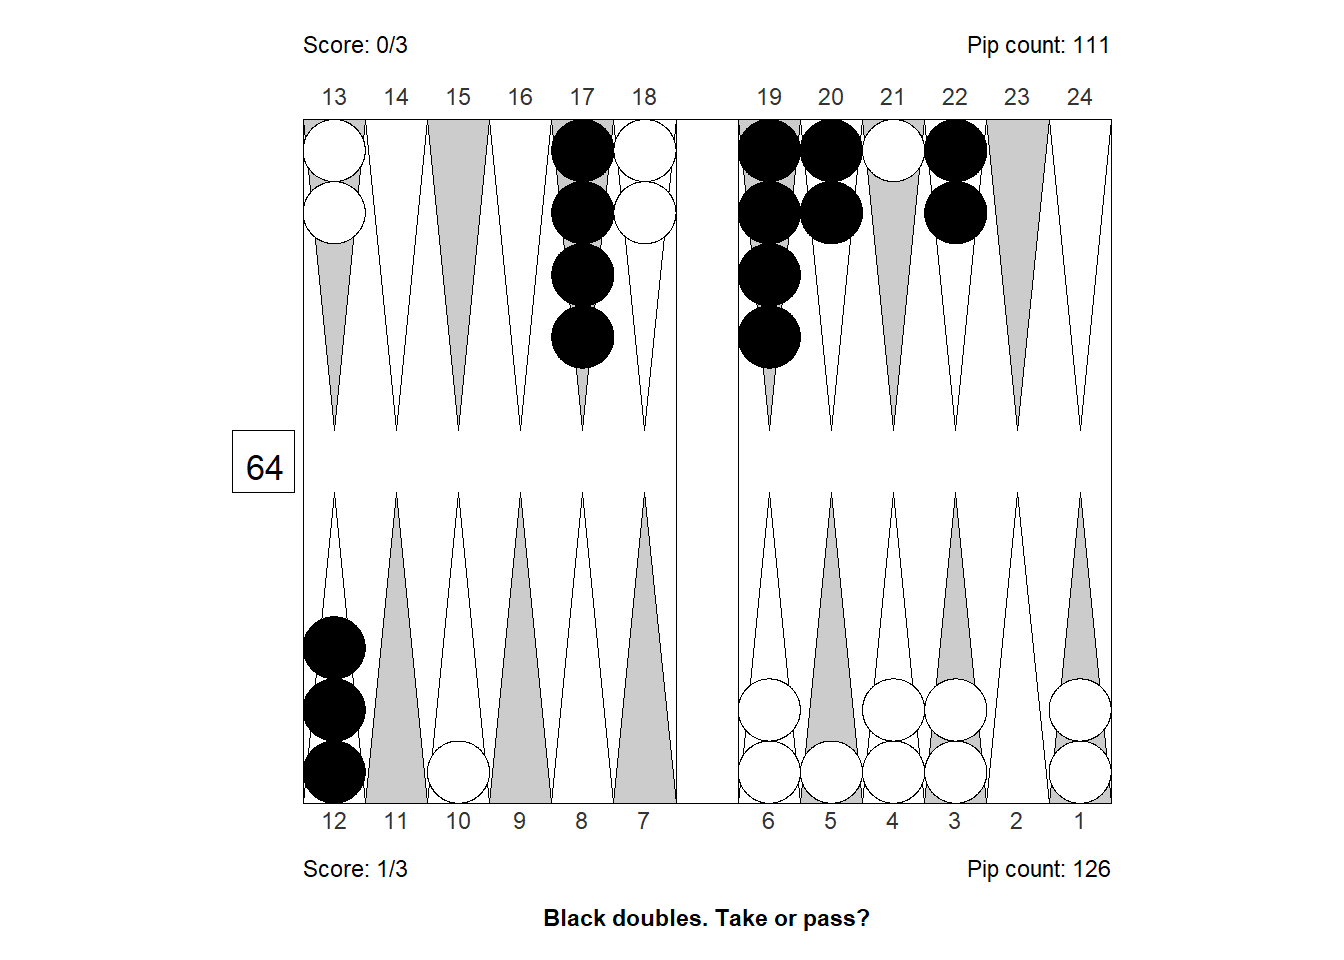 Score: 0/3 Pip count: 111
13 14 15 16 17 18 19 20 21 22 23 24
64
12 11 10 9 8 7 6 5 4 3 2 1
Score: 1/3 Pip count: 126
Black doubles. Take or pass?